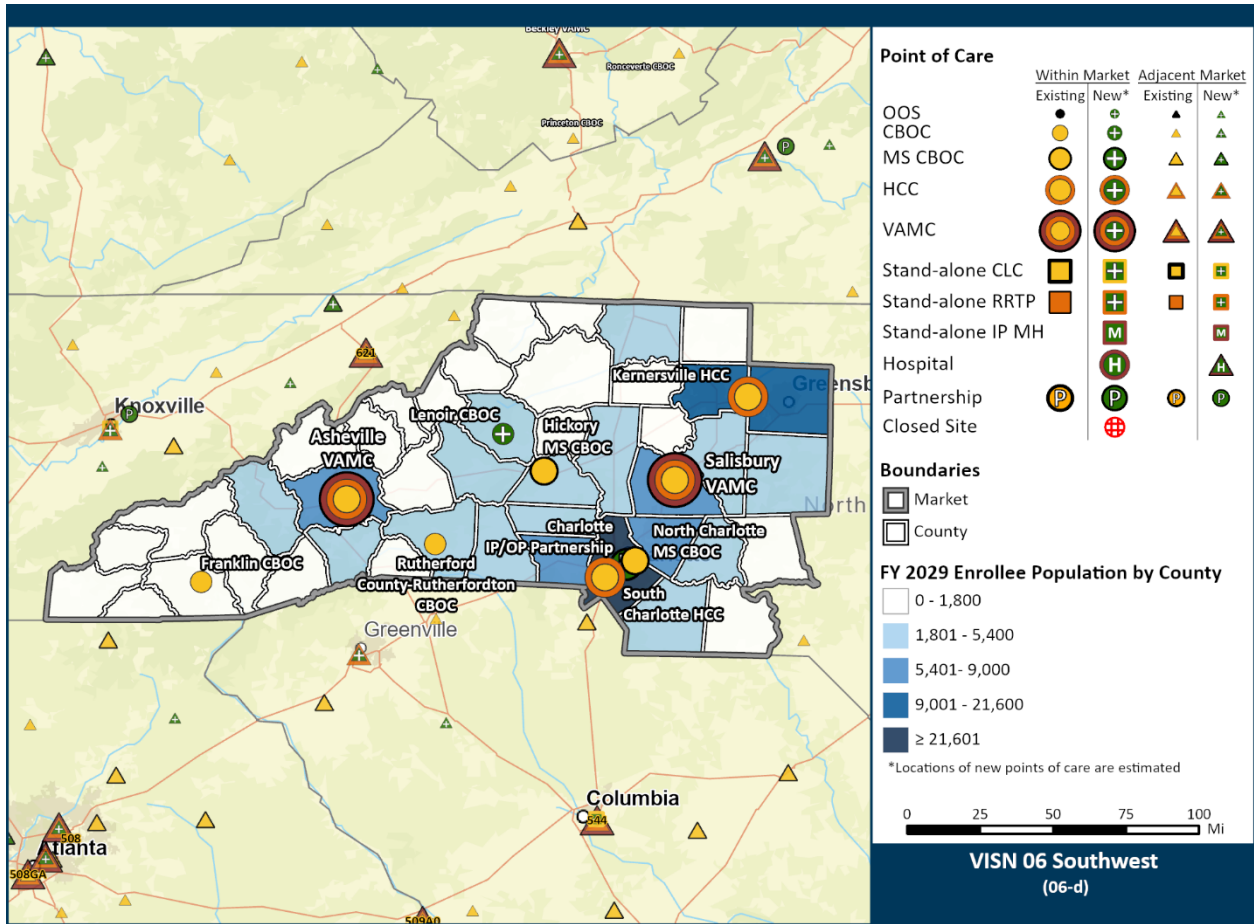 Beckley VAMC
Ronceverte CBOC
Princeton CBOC
P
621
Knoxville
P
Kernersville HCC
Greensb
Lenoir CBOC
Hickory
MS CBOC
Asheville
VAMC
Salisbury
VAMC
North
Charlotte
IP/OP Partnership
North Charlotte
MS CBOC
Franklin CBOC
Rutherford
County-Rutherfordton
CBOC
South
Charlotte HCC
Greenville
Columbia
544
508
Atlanta
508GA
509A0
Point of Care
Within Market Adjacent Market
Existing New* Existing New*
OOS
CBOC
MS CBOC
HCC
VAMC
Stand-alone CLC
Stand-alone RRTP
Stand-alone IP MH M M
Hospital H H
Partnership P P P P
Closed Site
Boundaries
Market
County
FY 2029 Enrollee Population by County
0 - 1,800
1,801 - 5,400
5,401- 9,000
9,001 - 21,600
≥ 21,601
*Locations of new points of care are estimated
0 25 50 75 100
Mi
VISN 06 Southwest
(06-d)